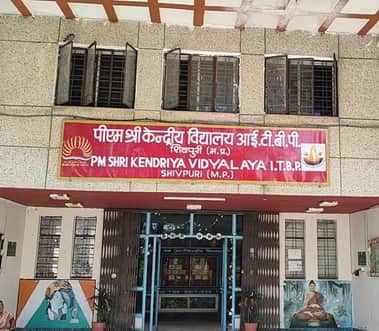 पीएम श्री केन्द्रीय विद्यालय आई.टी.बी.पी.
शिवपुरी (म.प्र.)
PM SHRI KENDRIYA VIDYALAYA I.T.B.P.
SHIVPURI (M.P.)